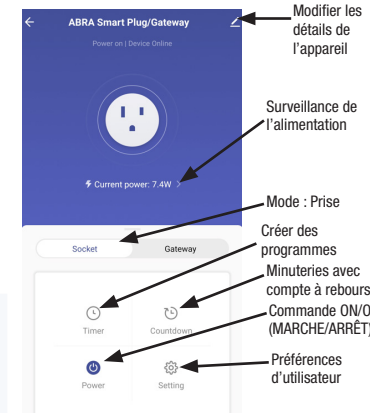 ABRA Smart Plug/Gateway
Power on | Device Online
Modifier les
détails de
l'appareil
Surveillance de
l'alimentation
Current power: 7.4W
Mode : Prise
Socket
Gateway
Créer des
programmes
Minuteries avec
compte à rebours
Timer
Countdown
Commande ON/O
(MARCHE/ARRÊT)
Power
Setting
Préférences
d'utilisateur